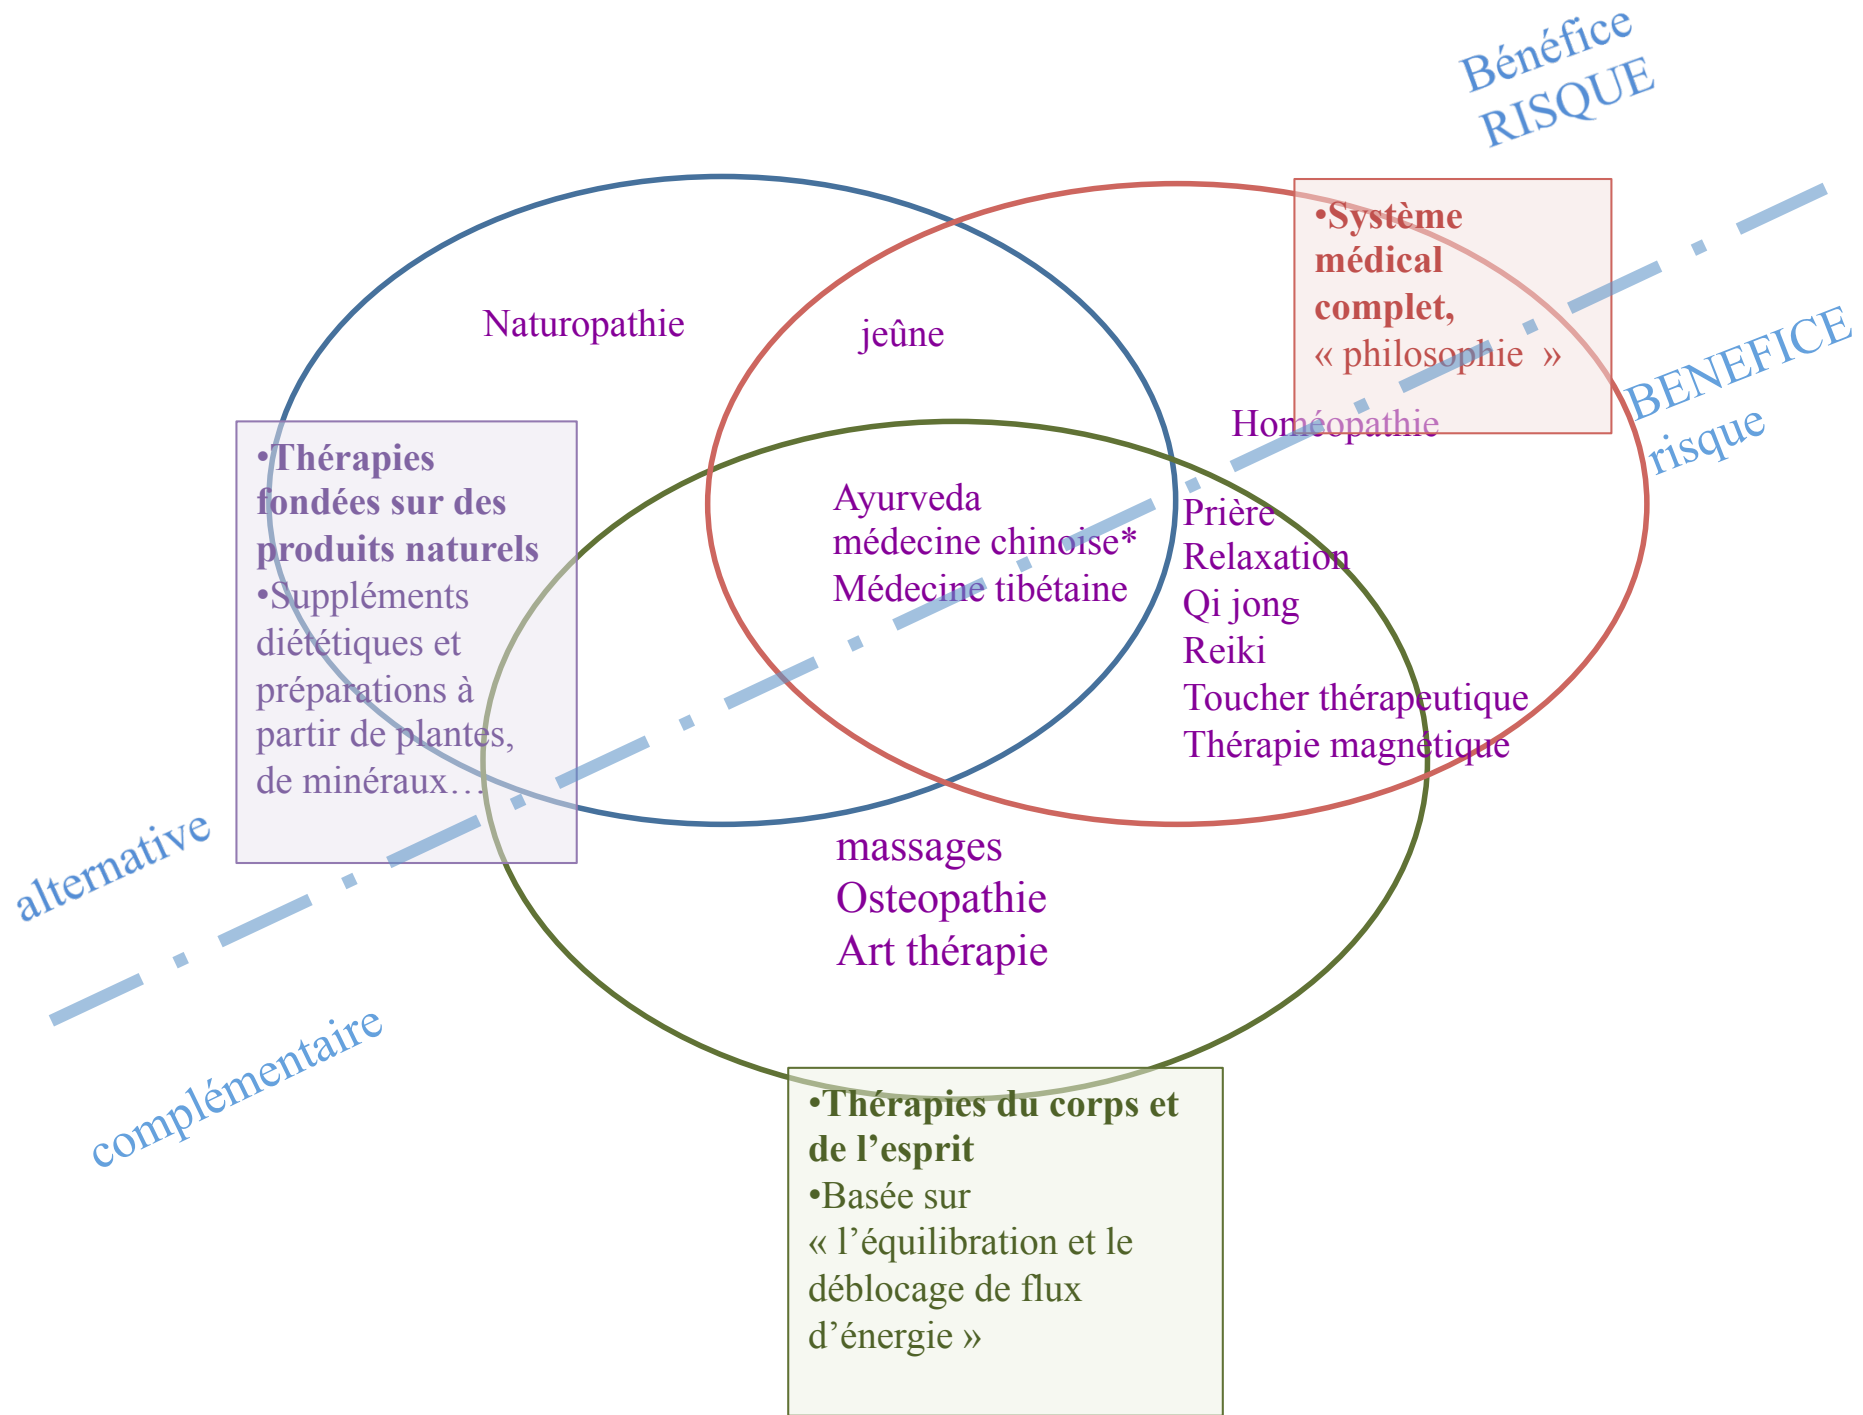 Bénéfice
RISQUE
•Système
médical
complet,
« philosophie »
BENEFICE
risque
Naturopathie
jeûne
Homéopathie
•Thérapies
fondées sur des
produits naturels
•Suppléments
diététiques et
préparations à
partir de plantes,
de minéraux…
Ayurveda
médecine chinoise*
Médecine tibétaine
Prière
Relaxation
Qi jong
Reiki
Toucher thérapeutique
Thérapie magnétique
alternative
complémentaire
massages
Osteopathie
Art thérapie
•Thérapies du corps et
de l’esprit
•Basée sur
« l’équilibration et le
déblocage de flux
d’énergie »